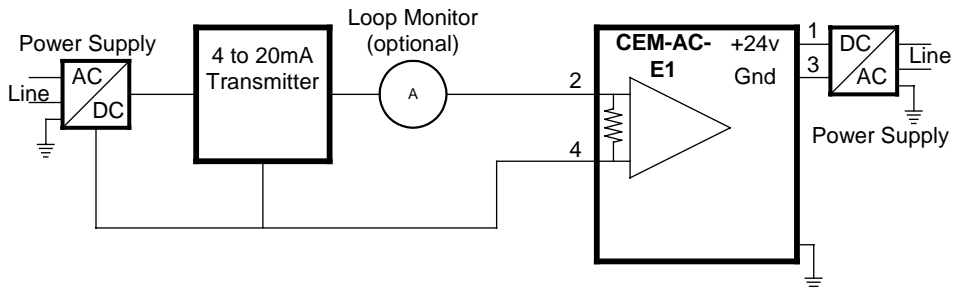 Power Supply
AC
DC
Line
4 to 20mA
Transmitter
Loop Monitor
(optional)
A
2
4
CEM-AC-
E1
+24v
Gnd
1
3
DC
AC
Line
Power Supply